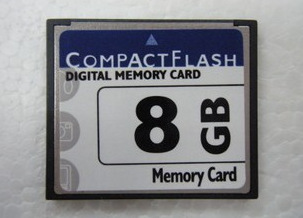 COMPACTFLASH
DIGITAL MEMORY CARD
8 GB
Memory Card